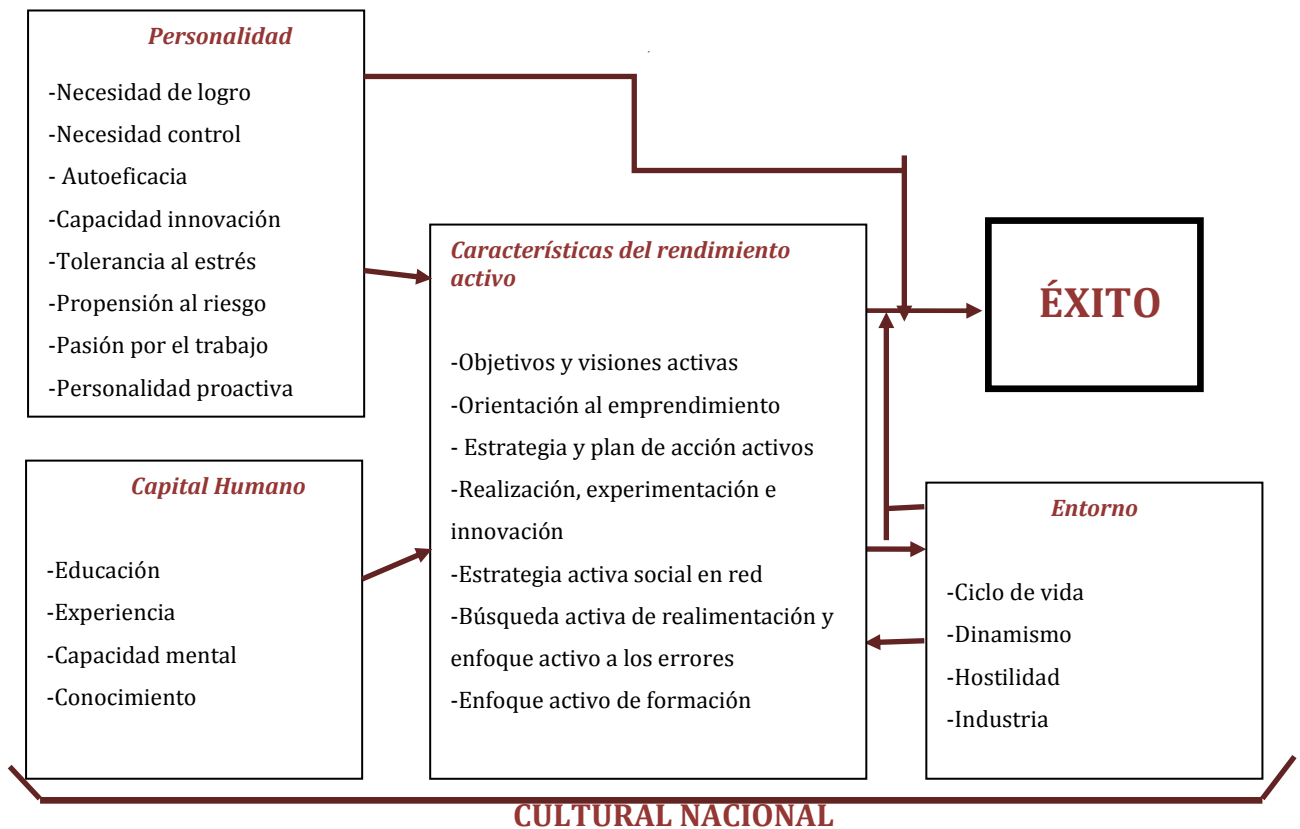 Personalidad
-Necesidad de logro
-Necesidad control
- Autoeficacia
-Capacidad innovación
-Tolerancia al estrés
-Propensión al riesgo
-Pasión por el trabajo
-Personalidad proactiva
Capital Humano
-Educación
-Experiencia
-Capacidad mental
-Conocimiento
Características del rendimiento
activo
-Objetivos y visiones activas
-Orientación al emprendimiento
- Estrategia y plan de acción activos
-Realización, experimentación e
innovación
-Estrategia activa social en red
-Búsqueda activa de realimentación y
enfoque activo a los errores
-Enfoque activo de formación
ÉXITO
Entorno
-Ciclo de vida
-Dinamismo
-Hostilidad
-Industria
CULTURAL NACIONAL